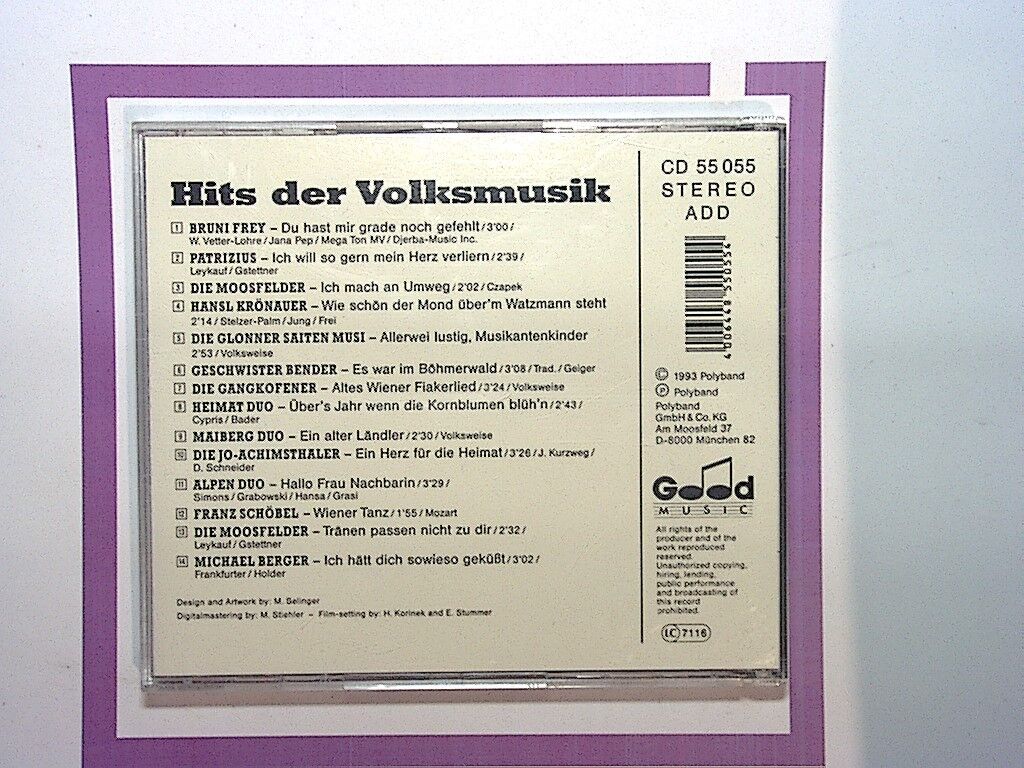 Hits der Volksmusik
1 BRUNI FREY – Du hast mir grade noch gefehlt / 3'00 /
W. Vetter-Lohre / Jana Pep / Mega Ton MV / Djerba-Music Inc.
2 PATRIZIUS – Ich will so gern mein Herz verliern / 2'39 /
Leykauf / Gstettner
3 DIE MOOSFELDER – Ich mach an Umweg / 2'02 / Czapek
4 HANSL KRÖNAUER – Wie schön der Mond über'm Watzmann steht
2'14 / Stelzer-Palm / Jung / Frei
5 DIE GLONNER SAITEN MUSI – Allerwei lustig, Musikantenkinder
2'53 / Volksweise
6 GESCHWISTER BENDER – Es war im Böhmerwald / 3'08 / Trad. / Geiger
7 DIE GANGKOFENER – Altes Wiener Fiakerlied / 3'24 / Volksweise
8 HEIMAT DUO – Über's Jahr wenn die Kornblumen blüh'n / 2'43 /
Cypris / Bader
9 MAIBERG DUO – Ein alter Ländler / 2'30 / Volksweise
10 DIE JO-ACHIMSTHALER – Ein Herz für die Heimat / 3'26 / J. Kurzweg /
D. Schneider
11 ALPEN DUO – Hallo Frau Nachbarin / 3'29 /
Simons / Grabowski / Hansa / Grasi
12 FRANZ SCHÖBEL – Wiener Tanz / 1'55 / Mozart
13 DIE MOOSFELDER – Tränen passen nicht zu dir / 2'32 /
Leykauf / Gstettner
14 MICHAEL BERGER – Ich hätt dich sowieso geküßt / 3'02 /
Frankfurter / Holder
Design and Artwork by: M. Selinger
Digitalmastering by: M. Stiehler – Film-setting by: H. Korinek and E. Stummer
CD 55 055
STEREO
ADD
4 006448 550554
© 1993 Polyband
℗ Polyband
Polyband
GmbH & Co. KG
Am Moosfeld 37
D-8000 München 82
Good
MUSIC
All rights of the
producer and of the
work reproduced
reserved.
Unauthorized copying,
hiring, lending,
public performance
and broadcasting of
this record
prohibited.
LC 7116